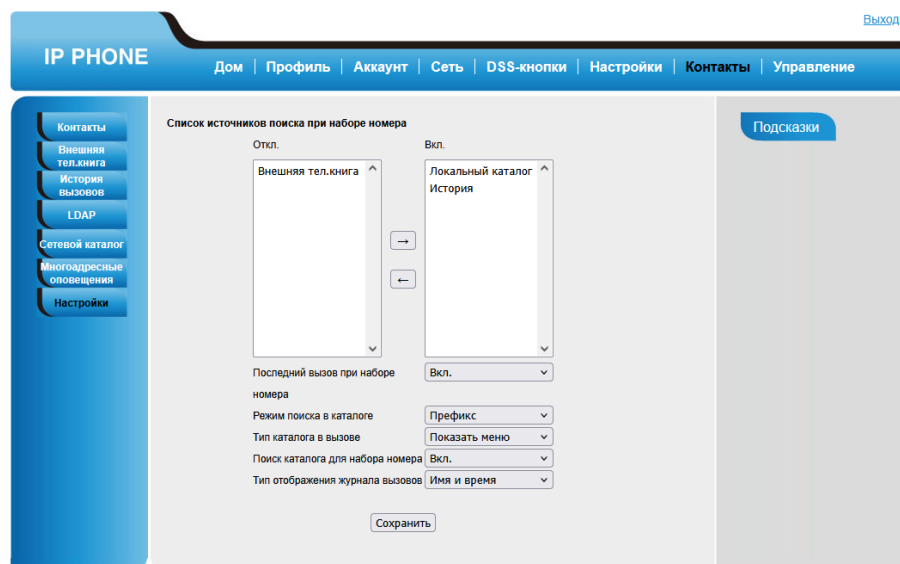 Выход
IP PHONE
Дом | Профиль | Аккаунт | Сеть | DSS-кнопки | Настройки | Контакты | Управление
Контакты
Внешняя
тел.книга
История
вызовов
LDAP
Сетевой каталог
Многоадресные
оповещения
Настройки
Список источников поиска при наборе номера
Откл.
Вкл.
Внешняя тел.книга
Локальный каталог
История
→
←
Последний вызов при наборе
номера
Вкл.
Режим поиска в каталоге
Префикс
Тип каталога в вызове
Показать меню
Поиск каталога для набора номера
Вкл.
Тип отображения журнала вызовов
Имя и время
Сохранить
Подсказки